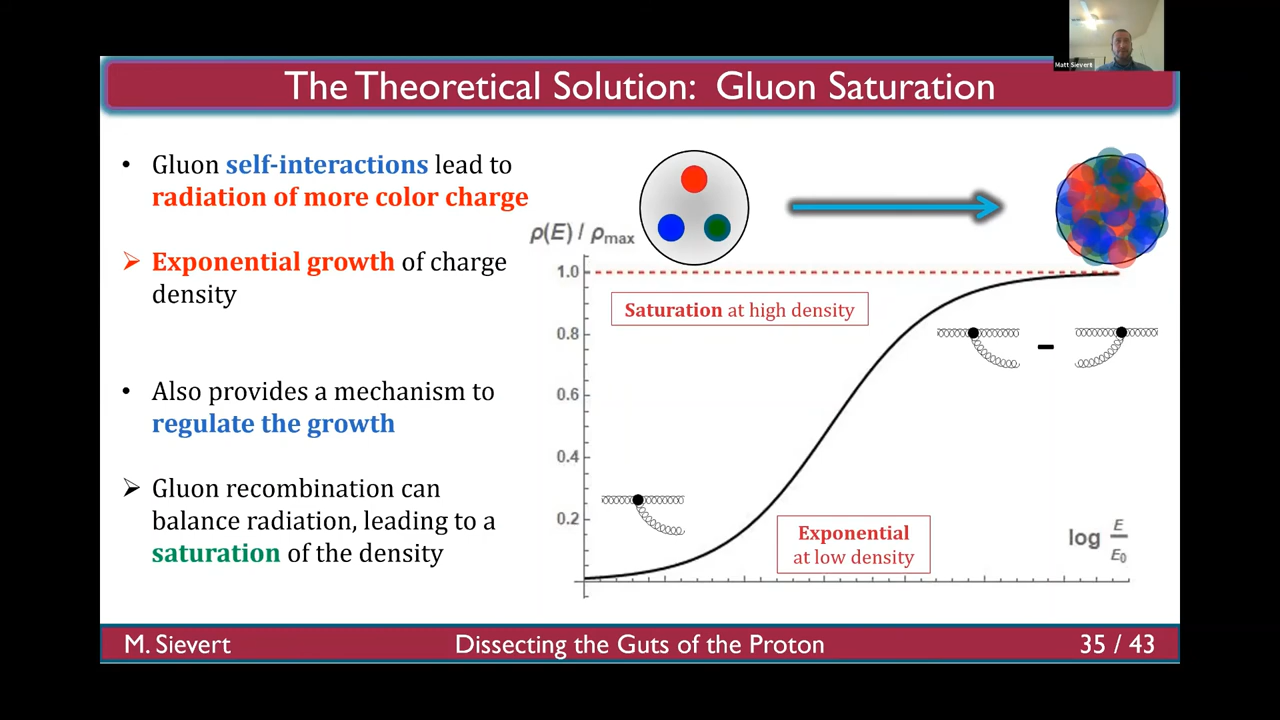 Matt Sievert
The Theoretical Solution: Gluon Saturation
• Gluon self-interactions lead to
radiation of more color charge
➢ Exponential growth of charge
density
• Also provides a mechanism to
regulate the growth
➢ Gluon recombination can
balance radiation, leading to a
saturation of the density
ρ(E) / ρmax
1.0
0.8
0.6
0.4
0.2
Saturation at high density
Exponential
at low density
log E/E0
M. Sievert
Dissecting the Guts of the Proton
35 / 43